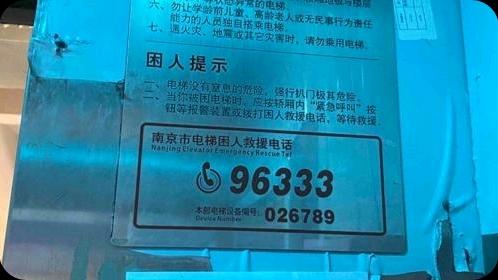 六、勿让学龄前儿童、高龄老人或无民事行为责任
能力的人员独自搭乘电梯。
七、遇火灾、地震或其它灾害时，请勿乘用电梯。
困人提示
一、电梯没有窒息的危险，强行扒门极其危险。
二、当你被困电梯时，应按轿厢内“紧急呼叫”按
钮等报警装置或拨打困人救援电话，等待救援。
南京市电梯困人救援电话
Nanjing Elevator Emergency Rescue Tel
96333
本部电梯设备编号：
Device Number
026789